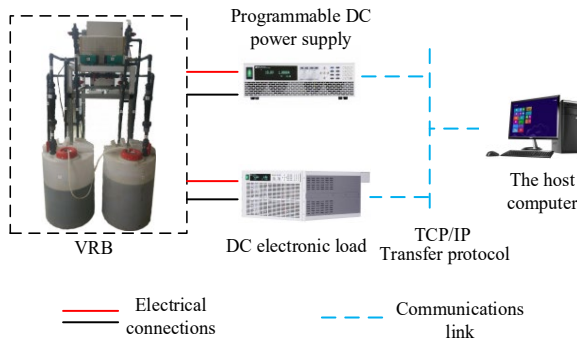 Programmable DC
power supply
VRB
DC electronic load
TCP/IP
Transfer protocol
The host
computer
Electrical
connections
Communications
link